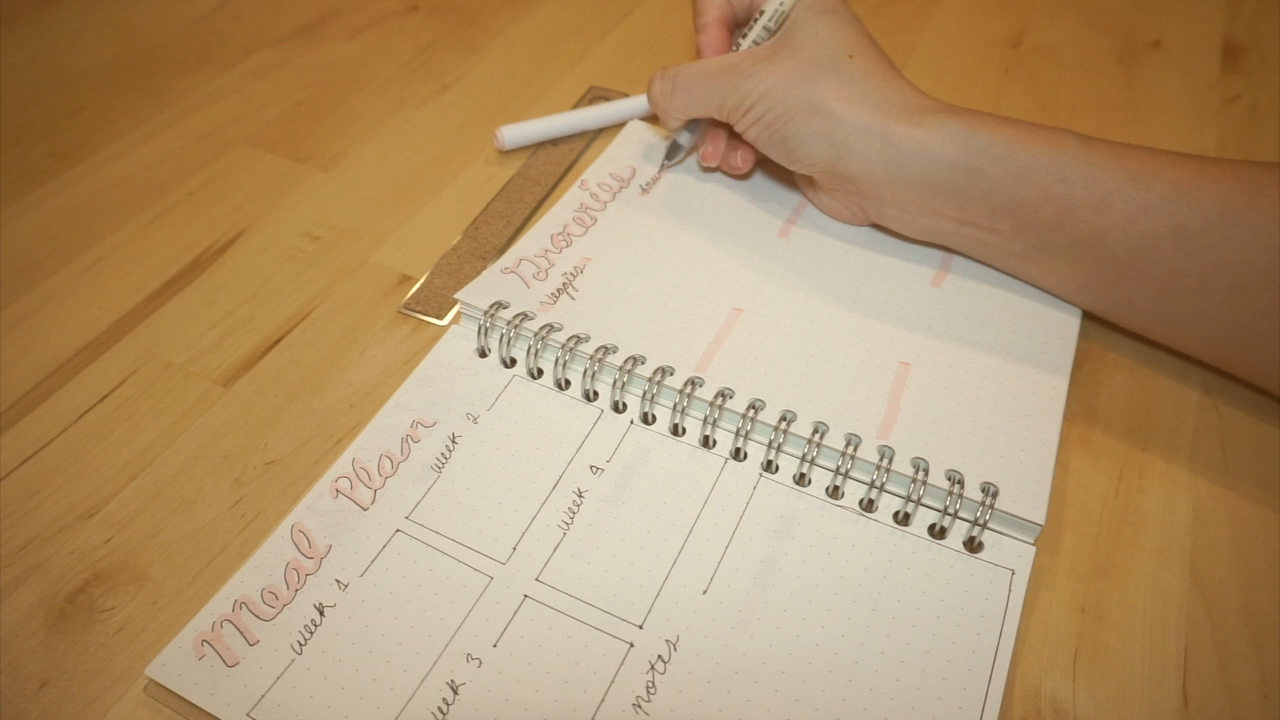 Meal Plan
Week 1
Week 2
Week 3
Week 4
notes
Groceries
Veggies